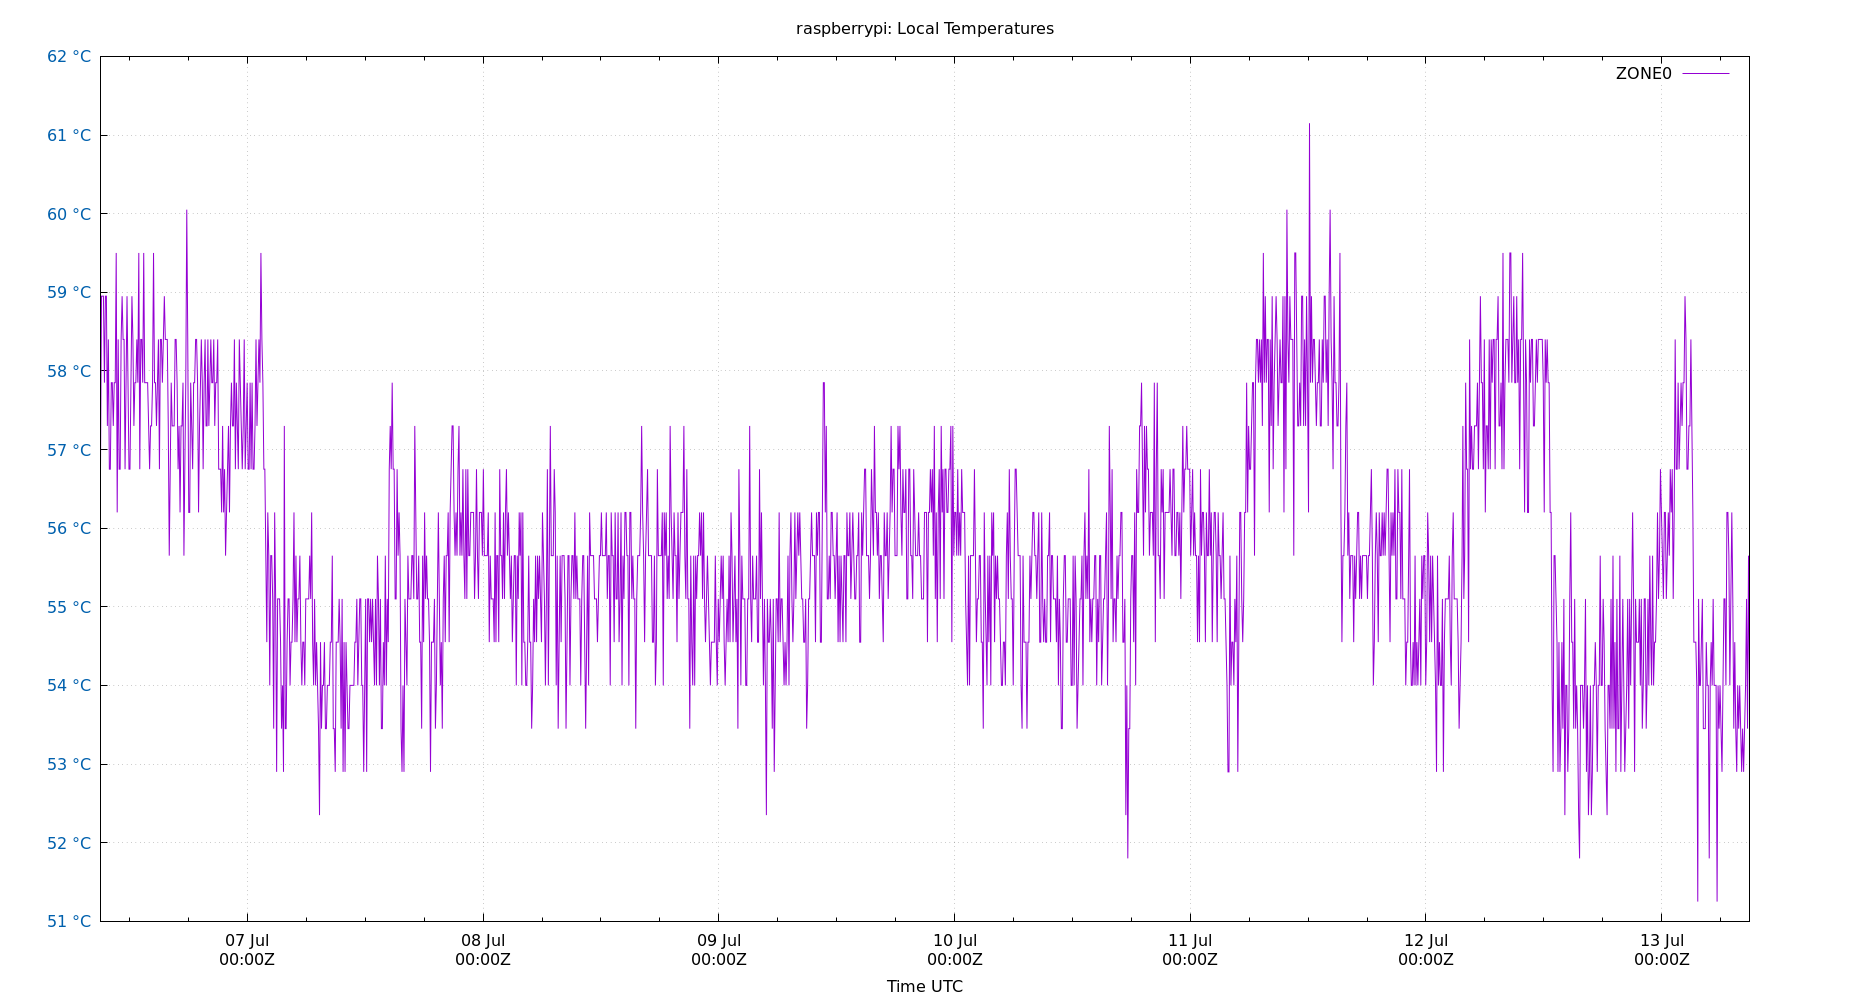 raspberrypi: Local Temperatures
62 °C
ZONE0
61 °C
60 °C
59 °C
58 °C
57 °C
56 °C
55 °C
54 °C
53 °C
52 °C
51 °C
07 Jul 08 Jul 09 Jul 10 Jul 11 Jul 12 Jul 13 Jul
00:00Z 00:00Z 00:00Z 00:00Z 00:00Z 00:00Z 00:00Z
Time UTC